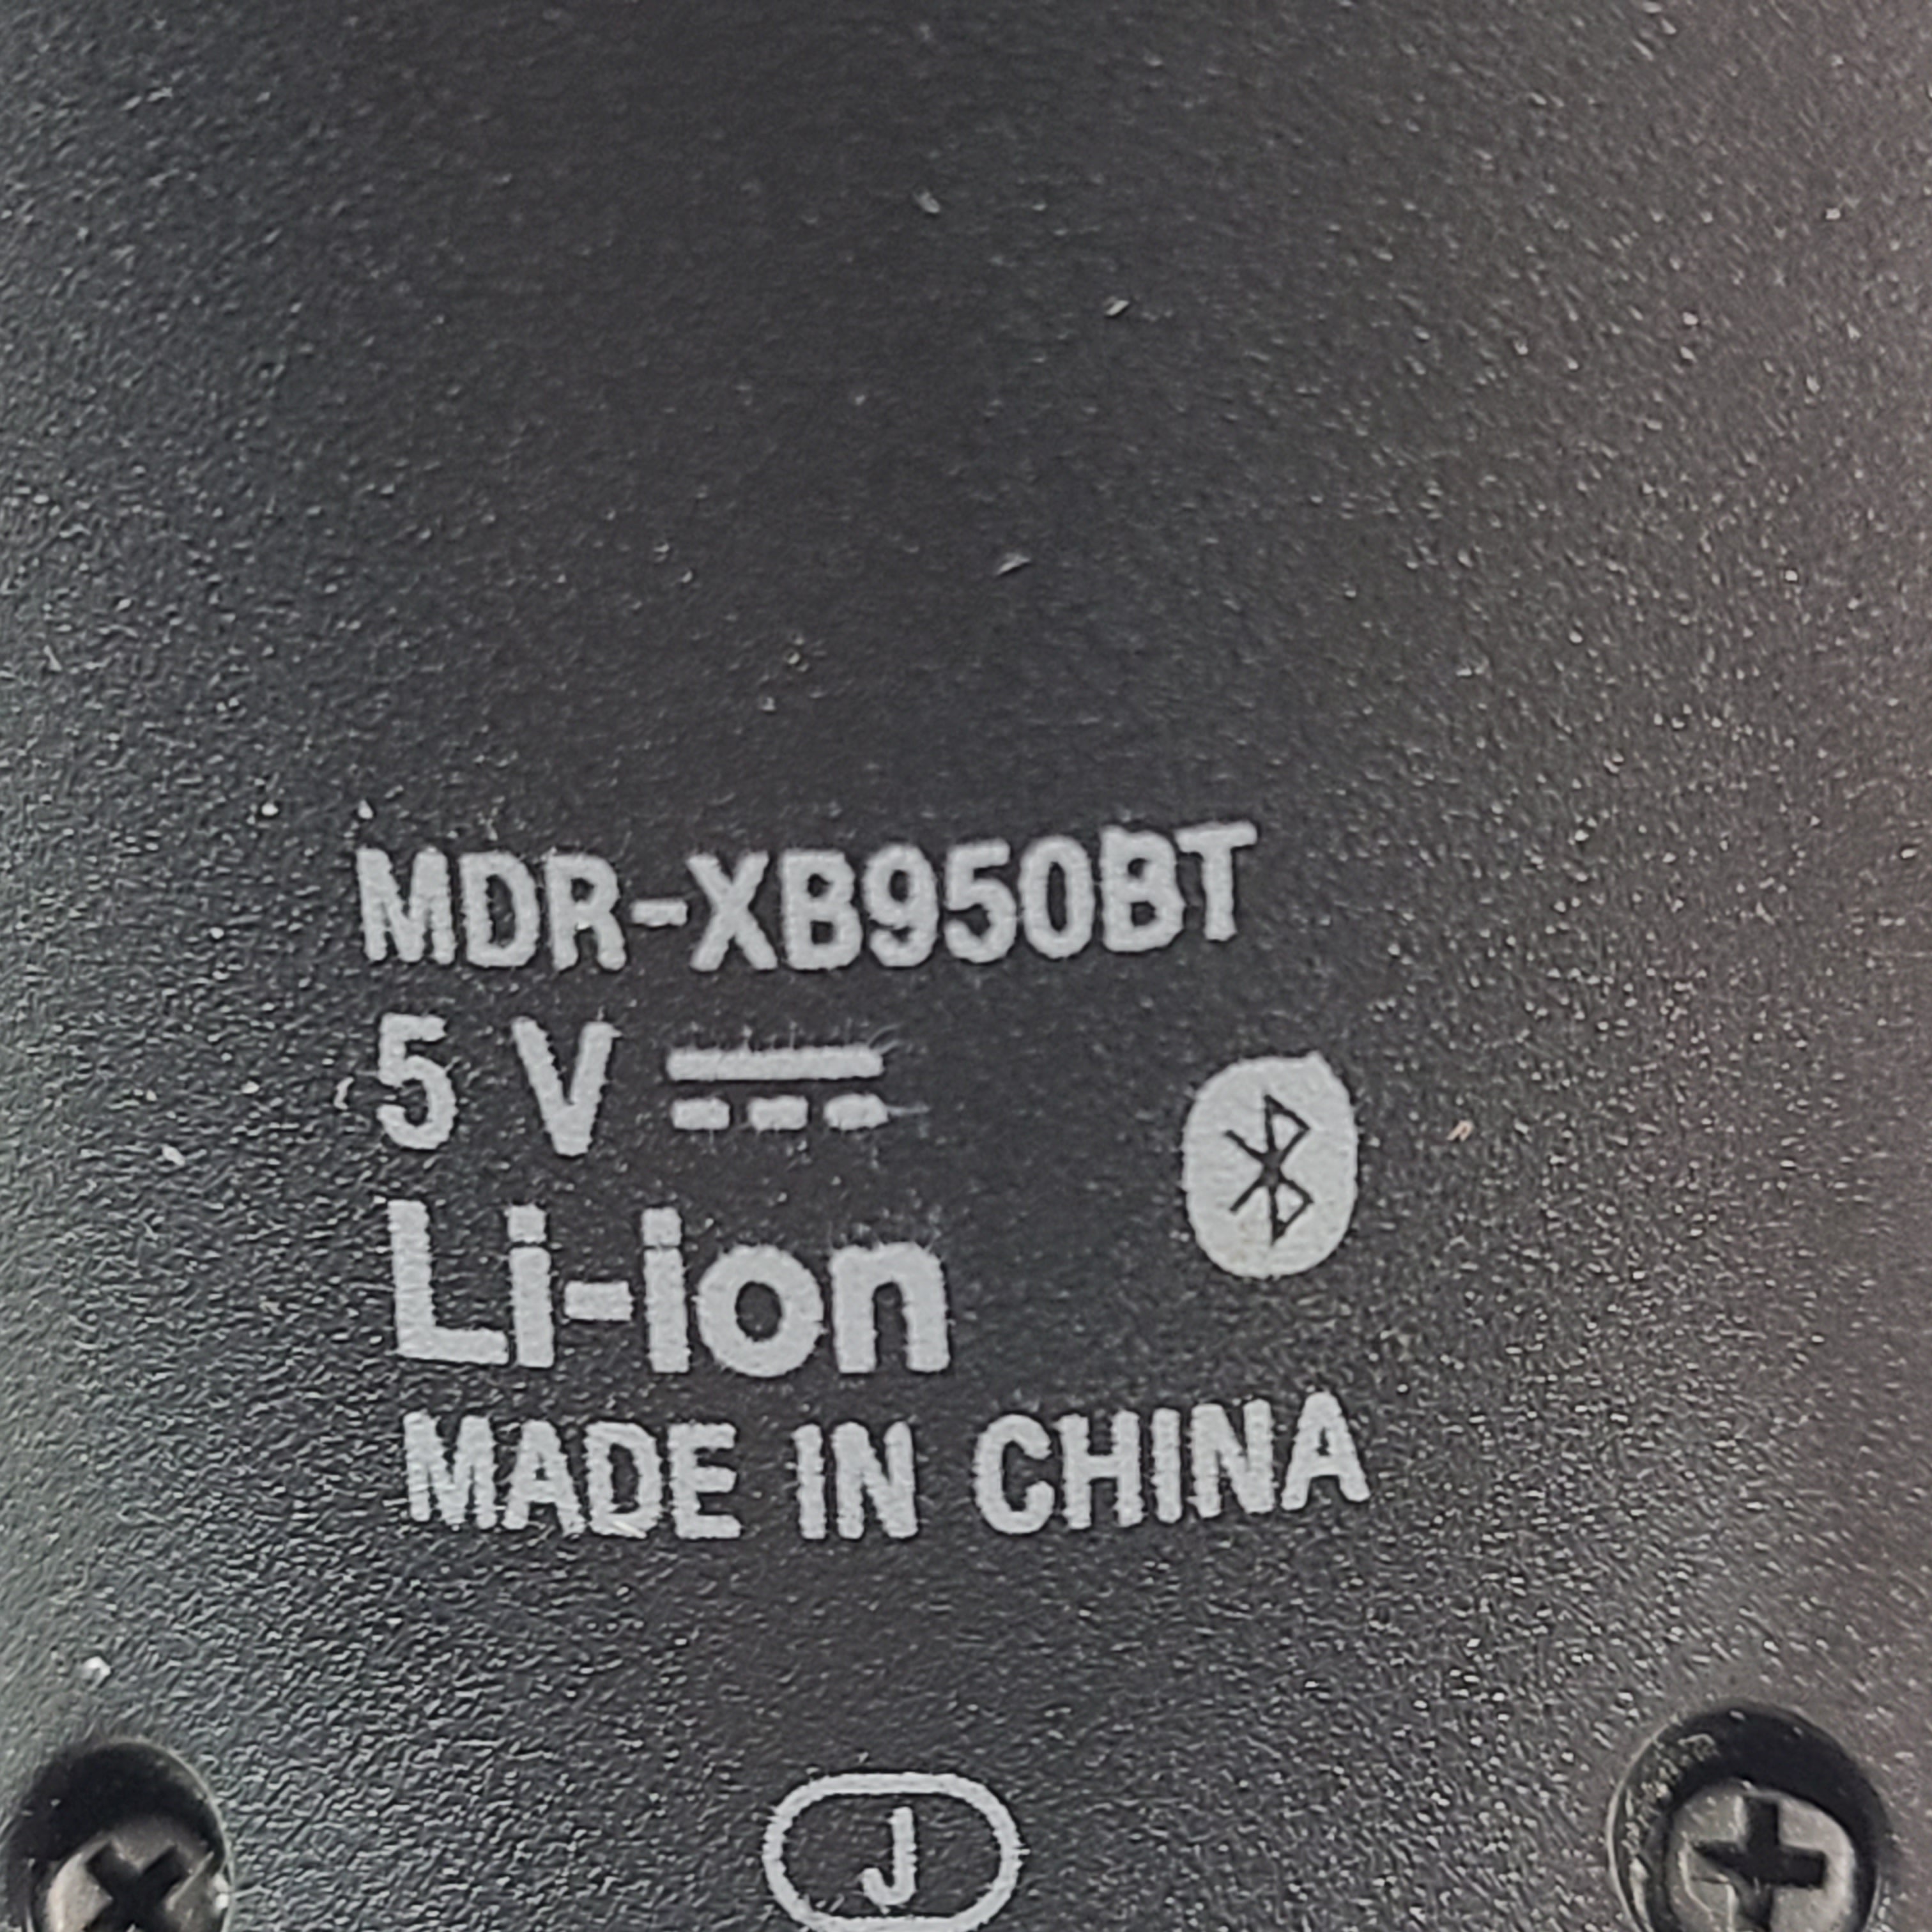 MDR-XB950BT
5 V ⎓
Li-ion
MADE IN CHINA
J